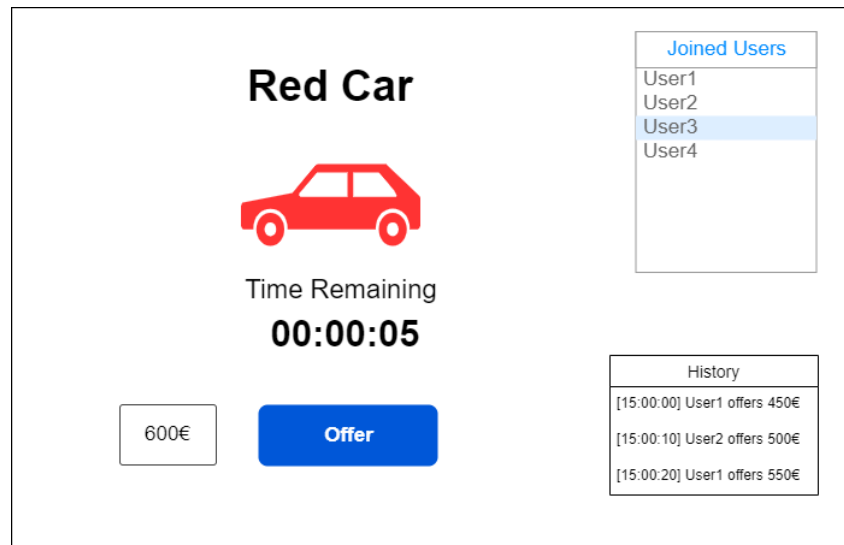 Red Car
Time Remaining
00:00:05
600€
Offer
Joined Users
User1
User2
User3
User4
History
[15:00:00] User1 offers 450€
[15:00:10] User2 offers 500€
[15:00:20] User1 offers 550€